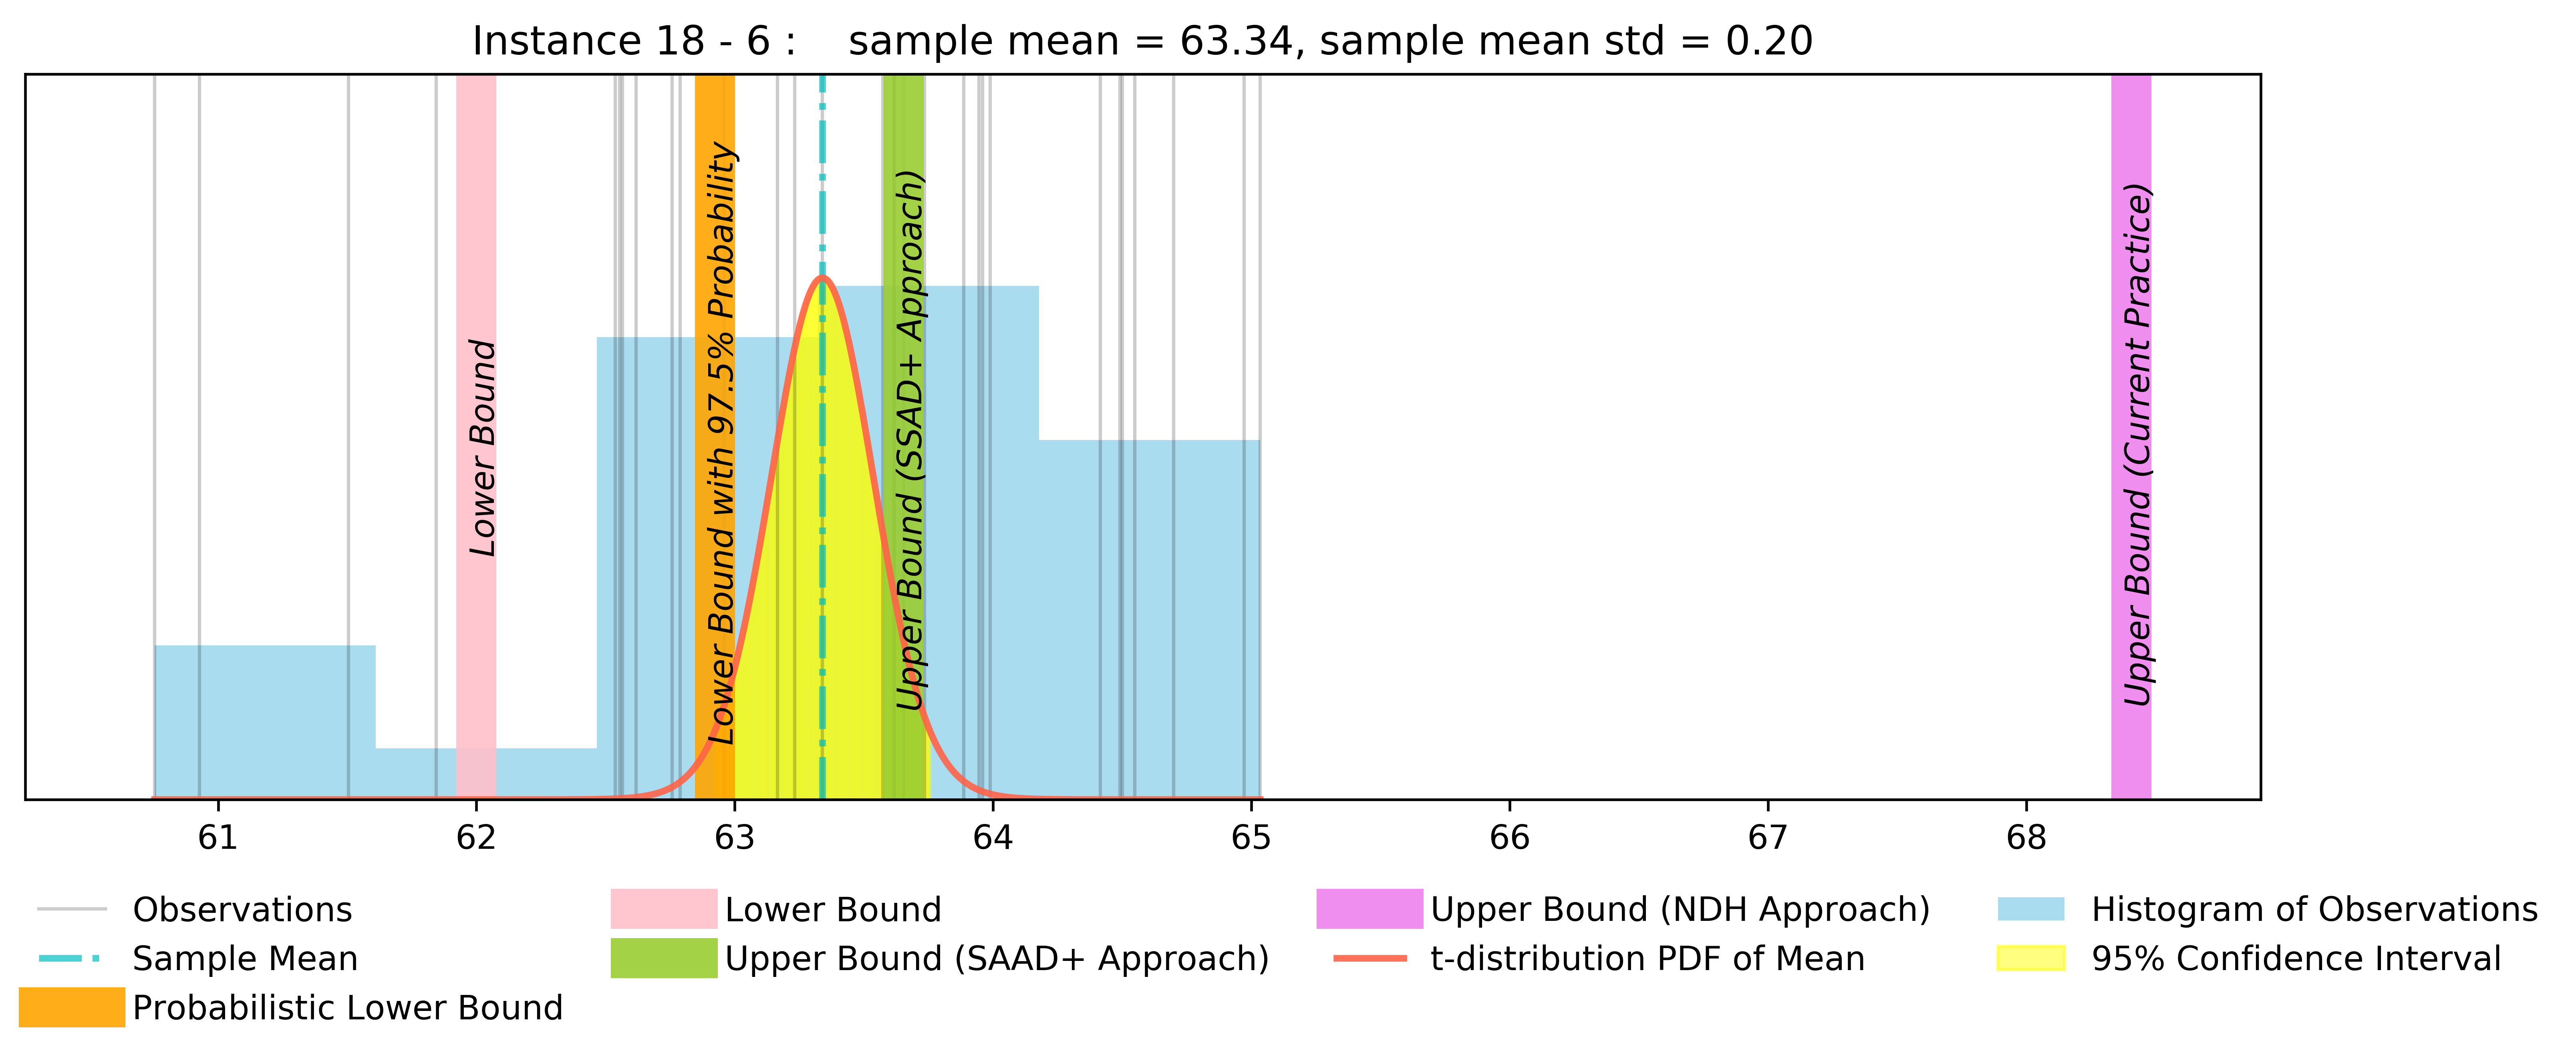 Instance 18 - 6 :    sample mean = 63.34, sample mean std = 0.20
Lower Bound
Lower Bound with 97.5% Probability
Upper Bound (SSAD+ Approach)
Upper Bound (Current Practice)
61 62 63 64 65 66 67 68
Observations
Sample Mean
Probabilistic Lower Bound
Lower Bound
Upper Bound (SAAD+ Approach)
Upper Bound (NDH Approach)
t-distribution PDF of Mean
Histogram of Observations
95% Confidence Interval